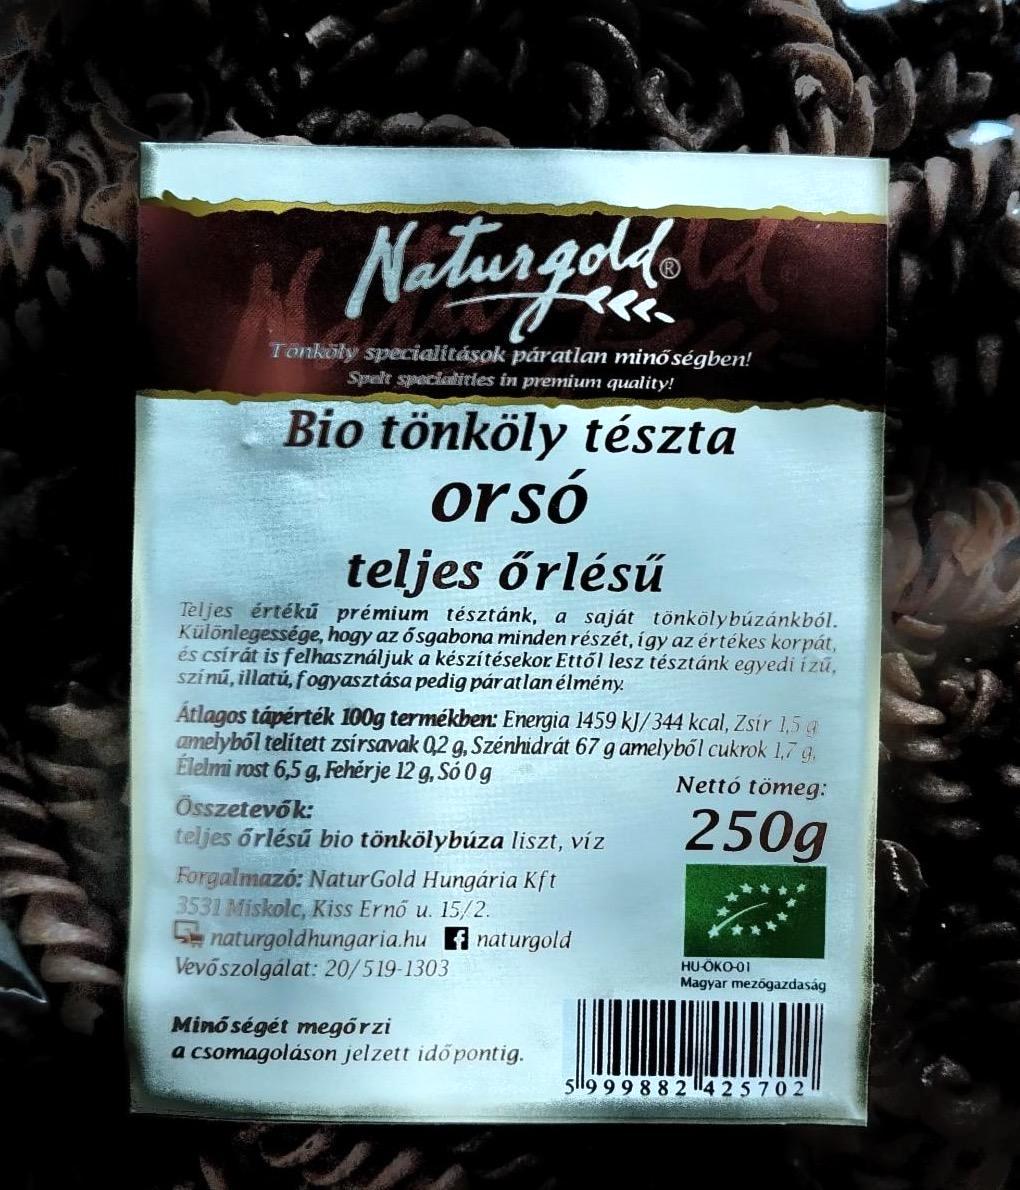 Naturgold®
Tönköly specialitások páratlan minőségben!
Spelt specialities in premium quality!
Bio tönköly tészta
orsó
teljes őrlésű
Teljes értékű prémium tésztánk, a saját tönkölybúzánkból.
Különlegessége, hogy az ősgabona minden részét, így az értékes korpát,
és csírát is felhasználjuk a készítésekor. Ettől lesz tésztánk egyedi ízű,
színű, illatú, fogyasztása pedig páratlan élmény.
Átlagos tápérték 100g termékben: Energia 1459 kJ/344 kcal, Zsír 1,5 g
amelyből telített zsírsavak 0,2 g, Szénhidrát 67 g amelyből cukrok 1,7 g,
Élelmi rost 6,5 g, Fehérje 12 g, Só 0 g
Nettó tömeg:
250g
Összetevők:
teljes őrlésű bio tönkölybúza liszt, víz
Forgalmazó: NaturGold Hungária Kft
3531 Miskolc, Kiss Ernő u. 15/2.
naturgoldhungaria.hu f naturgold
Vevőszolgálat: 20/519-1303
HU-ÖKO-01
Magyar mezőgazdaság
Minőségét megőrzi
a csomagoláson jelzett időpontig.
5 999882 425702